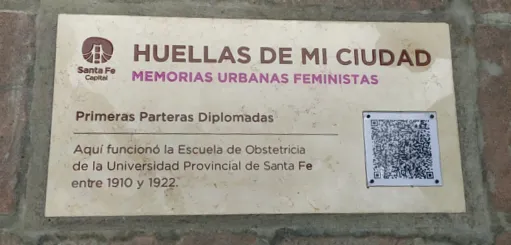 Santa Fe
Capital
HUELLAS DE MI CIUDAD
MEMORIAS URBANAS FEMINISTAS
Primeras Parteras Diplomadas
Aquí funcionó la Escuela de Obstetricia
de la Universidad Provincial de Santa Fe
entre 1910 y 1922.